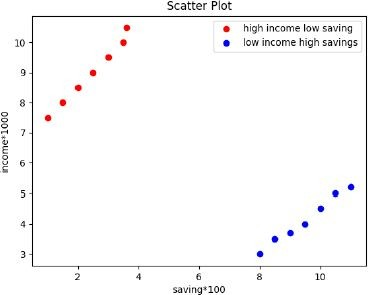 Scatter Plot
high income low saving
low income high savings
income*1000
10
9
8
7
6
5
4
3
2
4
6
8
10
saving*100